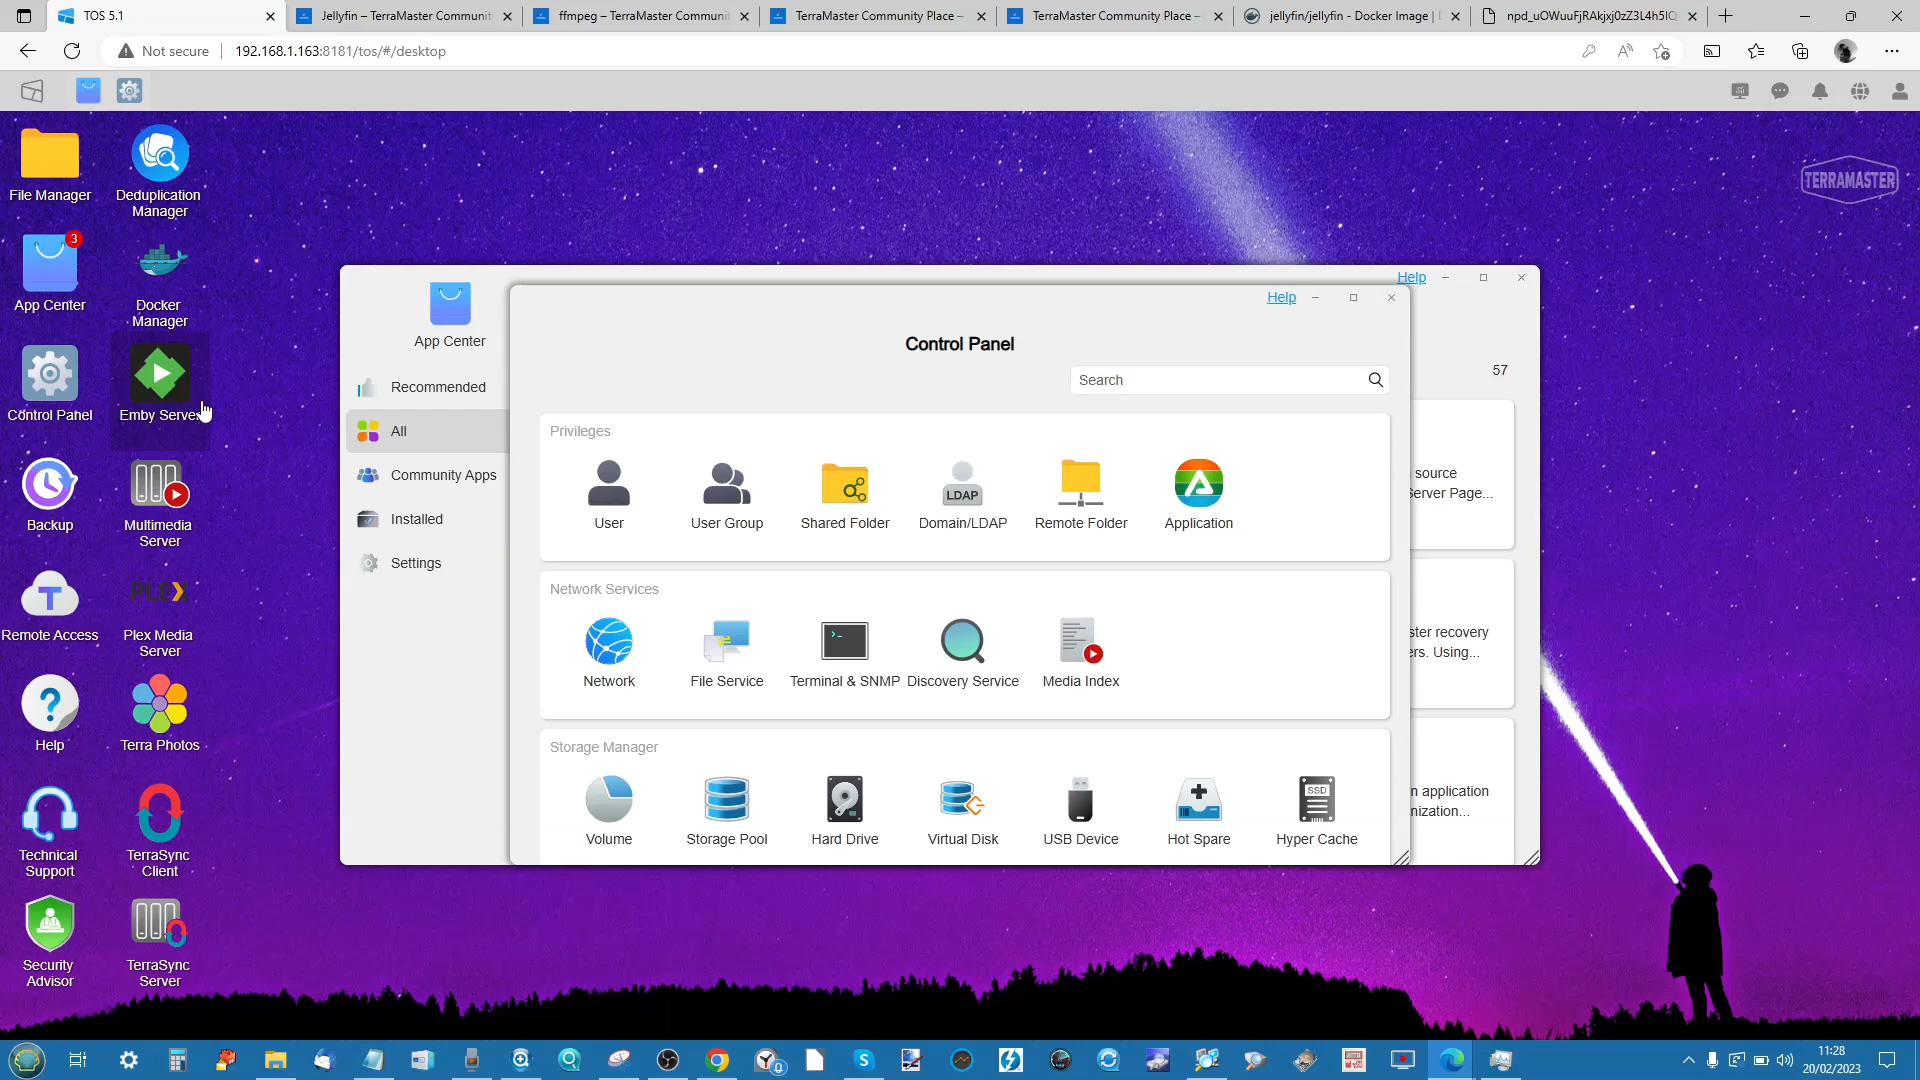 TOS 5.1
Jellyfin – TerraMaster Communit
ffmpeg – TerraMaster Communi
TerraMaster Community Place –
TerraMaster Community Place –
jellyfin/jellyfin - Docker Image |
npd_uOWuuFjRAkjxj0zZ3L4h5lQ
Not secure
192.168.1.163:8181/tos/#/desktop
TERRAMASTER
File Manager
Deduplication
Manager
3
App Center
Docker
Manager
Control Panel
Emby Server
Backup
Multimedia
Server
PLEX
Remote Access
Plex Media
Server
Help
Terra Photos
Technical
Support
TerraSync
Client
Security
Advisor
TerraSync
Server
Help
App Center
Recommended
All
Community Apps
Installed
Settings
57
source
Server Page...
ster recovery
ers. Using...
n application
nization...
Help
Control Panel
Search
Privileges
User
User Group
Shared Folder
LDAP
Domain/LDAP
Remote Folder
Application
Network Services
Network
File Service
Terminal & SNMP
Discovery Service
Media Index
Storage Manager
Volume
Storage Pool
Hard Drive
Virtual Disk
USB Device
Hot Spare
SSD
Hyper Cache
11:28
20/02/2023